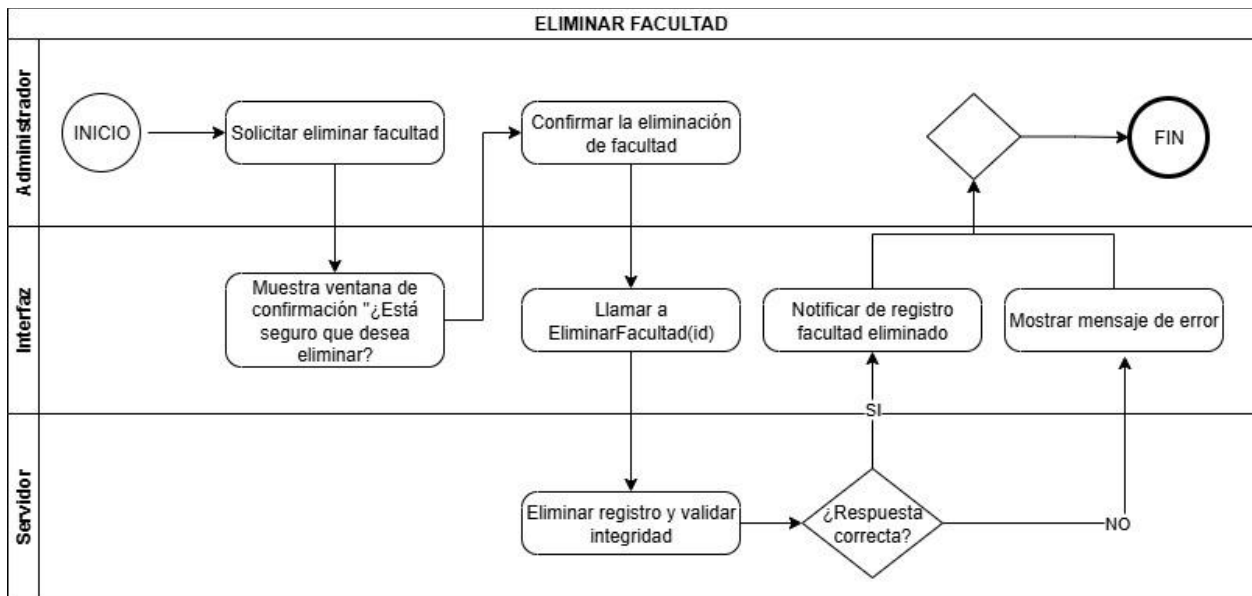 ELIMINAR FACULTAD
Administrador
INICIO
Solicitar eliminar facultad
Confirmar la eliminación
de facultad
FIN
Interfaz
Muestra ventana de
confirmación "¿Está
seguro que desea
eliminar?
Llamar a
EliminarFacultad(id)
Notificar de registro
facultad eliminado
Mostrar mensaje de error
Servidor
Eliminar registro y validar
integridad
¿Respuesta
correcta?
SI
NO